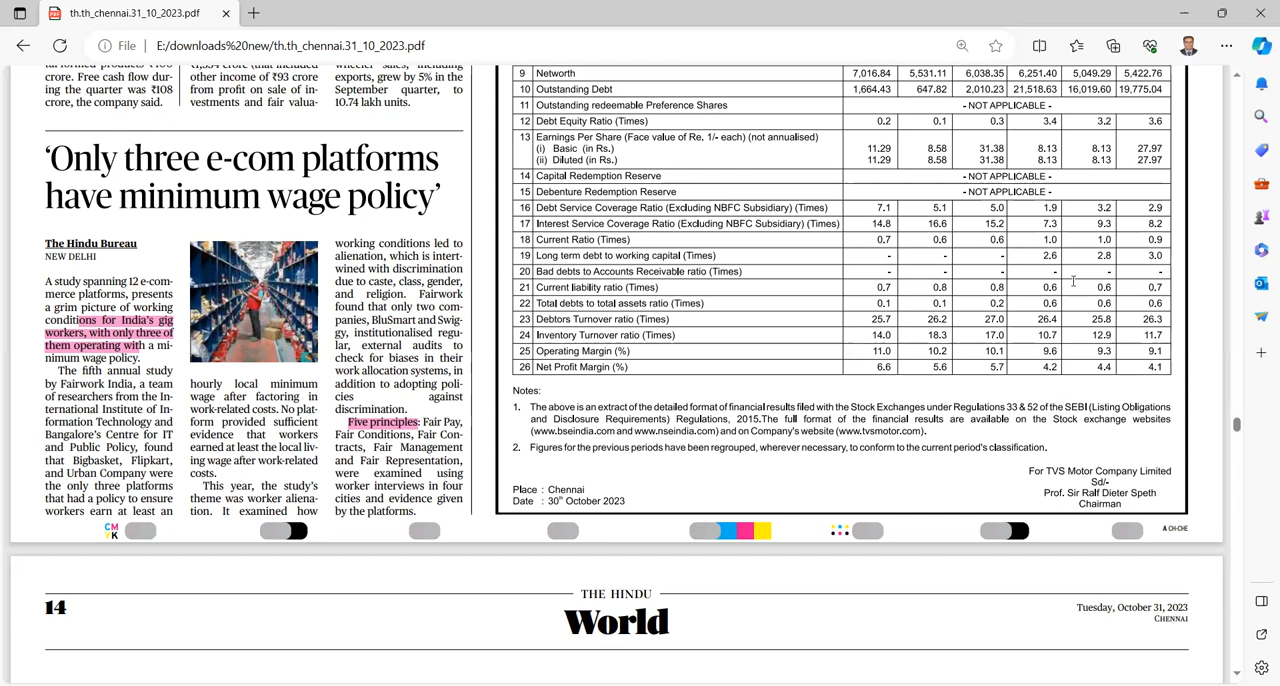 th.th_chennai.31_10_2023.pdf
File
E:/downloads%20new/th.th_chennai.31_10_2023.pdf
crore. Free cash flow dur-
ing the quarter was ₹108
crore, the company said.
other income of ₹93 crore
from profit on sale of in-
vestments and fair valua-
exports, grew by 5% in the
September quarter, to
10.74 lakh units.
‘Only three e-com platforms
have minimum wage policy’
The Hindu Bureau
NEW DELHI
A study spanning 12 e-com-
merce platforms, presents
a grim picture of working
conditions for India’s gig
workers, with only three of
them operating with a mi-
nimum wage policy.
The fifth annual study
by Fairwork India, a team
of researchers from the In-
ternational Institute of In-
formation Technology and
Bangalore’s Centre for IT
and Public Policy, found
that Bigbasket, Flipkart,
and Urban Company were
the only three platforms
that had a policy to ensure
workers earn at least an
hourly local minimum
wage after factoring in
work-related costs. No plat-
form provided sufficient
evidence that workers
earned at least the local liv-
ing wage after work-related
costs.
This year, the study’s
theme was worker aliena-
tion. It examined how
working conditions led to
alienation, which is intert-
wined with discrimination
due to caste, class, gender,
and religion. Fairwork
found that only two com-
panies, BluSmart and Swig-
gy, institutionalised regu-
lar, external audits to
check for biases in their
work allocation systems, in
addition to adopting poli-
cies against
discrimination.
Five principles: Fair Pay,
Fair Conditions, Fair Con-
tracts, Fair Management
and Fair Representation,
were examined using
worker interviews in four
cities and evidence given
by the platforms.
9 Networth 7,016.84 5,531.11 6,038.35 6,251.40 5,049.29 5,422.76
10 Outstanding Debt 1,664.43 647.82 2,010.23 21,518.63 16,019.60 19,775.04
11 Outstanding redeemable Preference Shares - NOT APPLICABLE -
12 Debt Equity Ratio (Times) 0.2 0.1 0.3 3.4 3.2 3.6
13 Earnings Per Share (Face value of Re. 1/- each) (not annualised)
(i) Basic (in Rs.) 11.29 8.58 31.38 8.13 8.13 27.97
(ii) Diluted (in Rs.) 11.29 8.58 31.38 8.13 8.13 27.97
14 Capital Redemption Reserve - NOT APPLICABLE -
15 Debenture Redemption Reserve - NOT APPLICABLE -
16 Debt Service Coverage Ratio (Excluding NBFC Subsidiary) (Times) 7.1 5.1 5.0 1.9 3.2 2.9
17 Interest Service Coverage Ratio (Excluding NBFC Subsidiary) (Times) 14.8 16.6 15.2 7.3 9.3 8.2
18 Current Ratio (Times) 0.7 0.6 0.6 1.0 1.0 0.9
19 Long term debt to working capital (Times) - - - 2.6 2.8 3.0
20 Bad debts to Accounts Receivable ratio (Times) - - - - - -
21 Current liability ratio (Times) 0.7 0.8 0.8 0.6 0.6 0.7
22 Total debts to total assets ratio (Times) 0.1 0.1 0.2 0.6 0.6 0.6
23 Debtors Turnover ratio (Times) 25.7 26.2 27.0 26.4 25.8 26.3
24 Inventory Turnover ratio (Times) 14.0 18.3 17.0 10.7 12.9 11.7
25 Operating Margin (%) 11.0 10.2 10.1 9.6 9.3 9.1
26 Net Profit Margin (%) 6.6 5.6 5.7 4.2 4.4 4.1
Notes:
1. The above is an extract of the detailed format of financial results filed with the Stock Exchanges under Regulations 33 & 52 of the SEBI (Listing Obligations
and Disclosure Requirements) Regulations, 2015.The full format of the financial results are available on the Stock exchange websites
(www.bseindia.com and www.nseindia.com) and on Company's website (www.tvsmotor.com).
2. Figures for the previous periods have been regrouped, wherever necessary, to conform to the current period's classification.
For TVS Motor Company Limited
Sd/-
Prof. Sir Ralf Dieter Speth
Chairman
Place : Chennai
Date : 30th October 2023
CM
YK
A CH-CHE
14
THE HINDU
World
Tuesday, October 31, 2023
CHENNAI